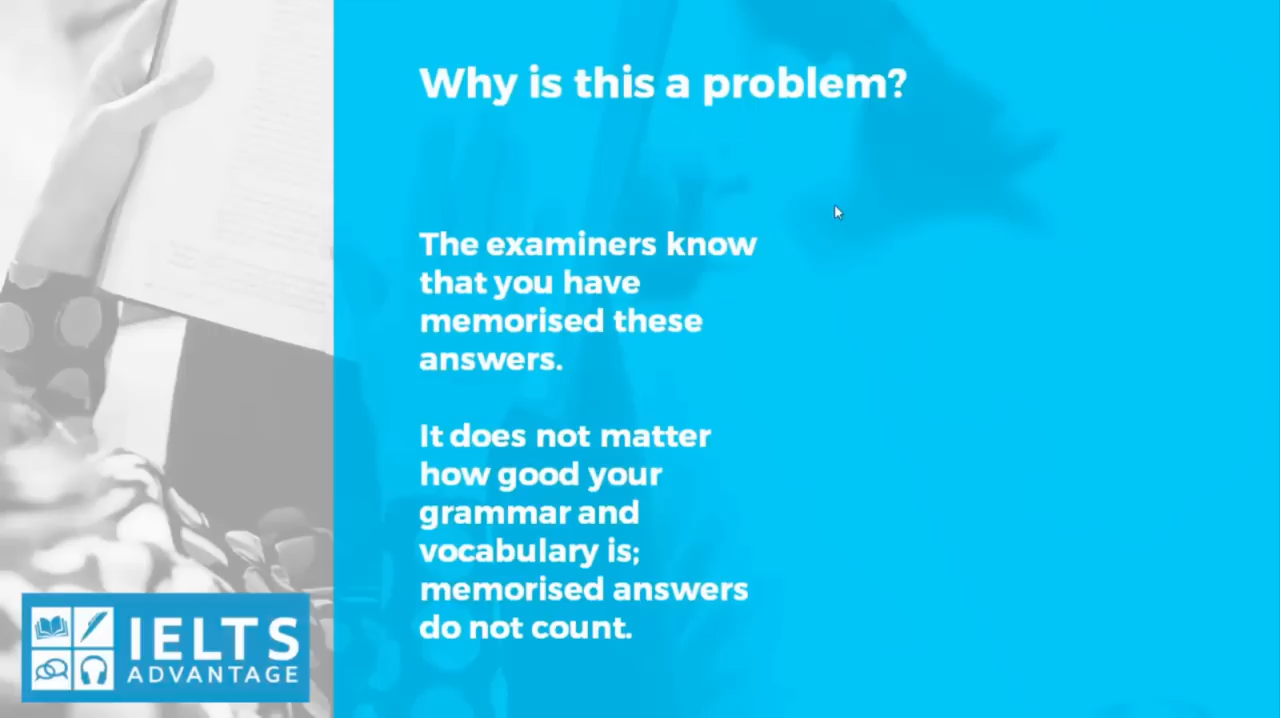 Why is this a problem?
The examiners know
that you have
memorised these
answers.
It does not matter
how good your
grammar and
vocabulary is;
memorised answers
do not count.
IELTS
ADVANTAGE